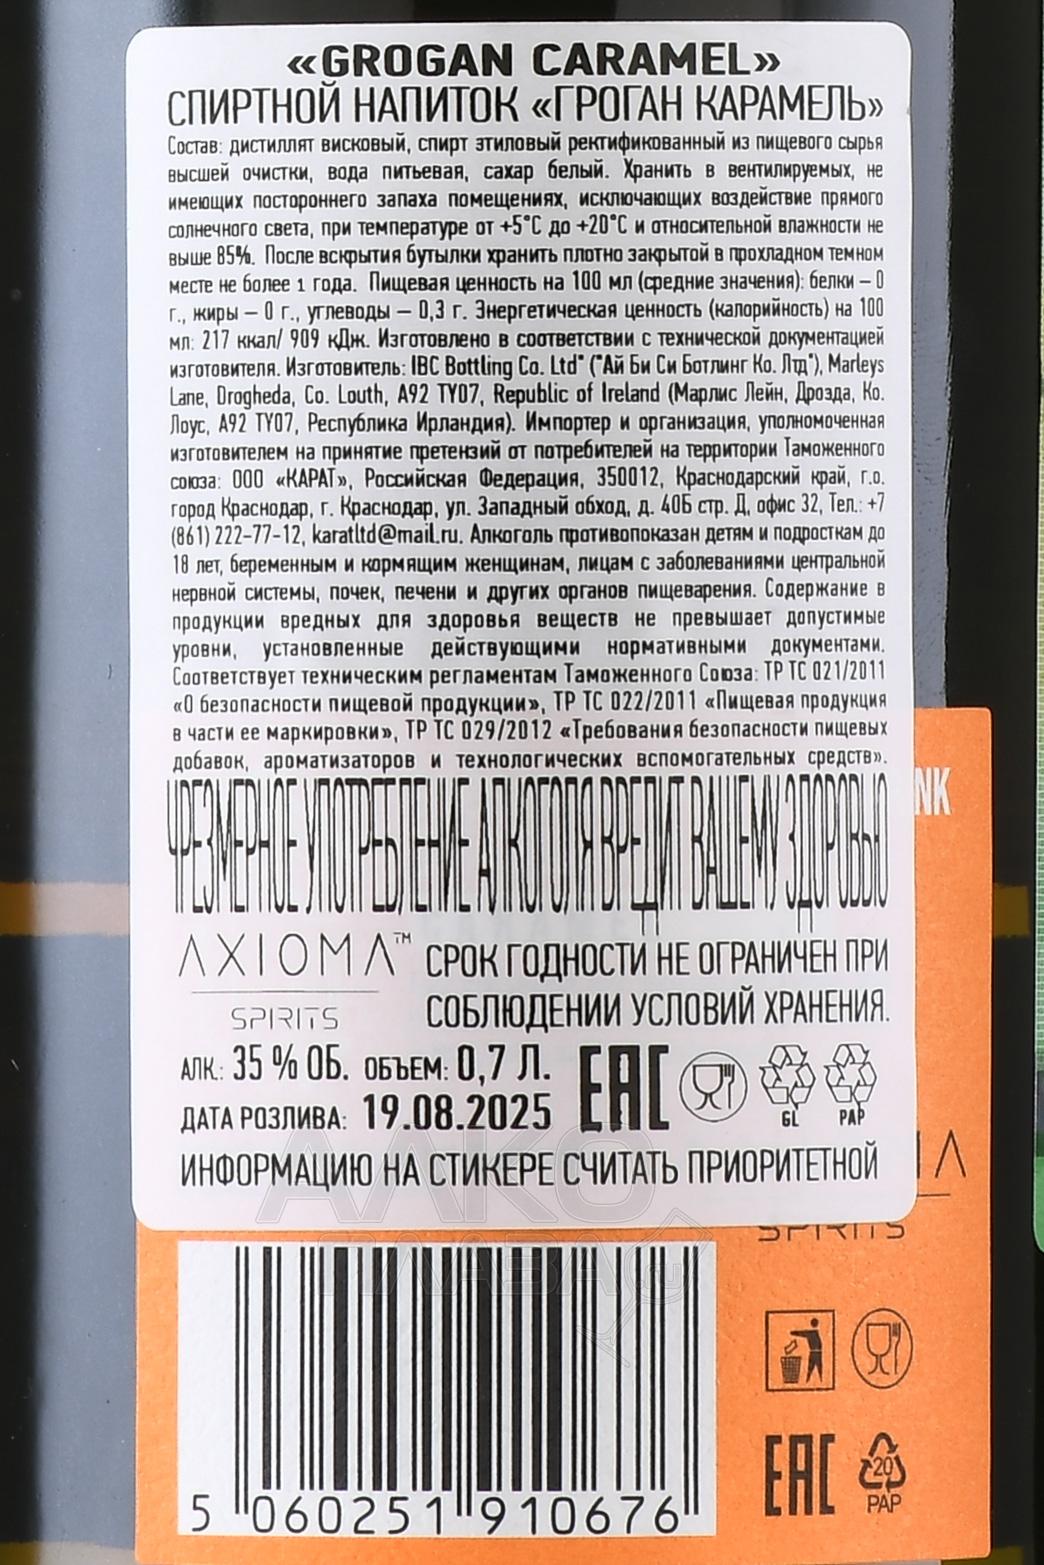 «GROGAN CARAMEL»
СПИРТНОЙ НАПИТОК «ГРОГАН КАРАМЕЛЬ»
Состав: дистиллят висковый, спирт этиловый ректификованный из пищевого сырья
высшей очистки, вода питьевая, сахар белый. Хранить в вентилируемых, не
имеющих постороннего запаха помещениях, исключающих воздействие прямого
солнечного света, при температуре от +5°С до +20°С и относительной влажности не
выше 85%. После вскрытия бутылки хранить плотно закрытой в прохладном темном
месте не более 1 года. Пищевая ценность на 100 мл (средние значения): белки – 0
г., жиры – 0 г., углеводы – 0,3 г. Энергетическая ценность (калорийность) на 100
мл: 217 ккал/ 909 кДж. Изготовлено в соответствии с технической документацией
изготовителя. Изготовитель: IBC Bottling Co. Ltd" ("Ай Би Си Ботлинг Ко. Лтд"), Marleys
Lane, Drogheda, Co. Louth, A92 TY07, Republic of Ireland (Марлис Лейн, Дрозда, Ко.
Лоус, A92 TY07, Республика Ирландия). Импортер и организация, уполномоченная
изготовителем на принятие претензий от потребителей на территории Таможенного
союза: ООО «КАРАТ», Российская Федерация, 350012, Краснодарский край, г.о.
город Краснодар, г. Краснодар, ул. Западный обход, д. 40Б стр. Д, офис 32, Тел.: +7
(861) 222-77-12, karatltd@mail.ru. Алкоголь противопоказан детям и подросткам до
18 лет, беременным и кормящим женщинам, лицам с заболеваниями центральной
нервной системы, почек, печени и других органов пищеварения. Содержание в
продукции вредных для здоровья веществ не превышает допустимые
уровни, установленные действующими нормативными документами.
Соответствует техническим регламентам Таможенного Союза: ТР ТС 021/2011
«О безопасности пищевой продукции», ТР ТС 022/2011 «Пищевая продукция
в части ее маркировки», ТР ТС 029/2012 «Требования безопасности пищевых
добавок, ароматизаторов и технологических вспомогательных средств».
NK
ЧРЕЗМЕРНОЕ УПОТРЕБЛЕНИЕ АЛКОГОЛЯ ВРЕДИТ ВАШЕМУ ЗДОРОВЬЮ
AXIOMA™
SPIRITS
СРОК ГОДНОСТИ НЕ ОГРАНИЧЕН ПРИ
СОБЛЮДЕНИИ УСЛОВИЙ ХРАНЕНИЯ.
АЛК.: 35 % ОБ. ОБЪЕМ: 0,7 Л.
ДАТА РОЗЛИВА: 19.08.2025
EAC
GL PAP
ИНФОРМАЦИЮ НА СТИКЕРЕ СЧИТАТЬ ПРИОРИТЕТНОЙ
АЛКО
ПЛАЗА
.ru
MA
SPIRITS
EAC
20
PAP
5 060251 910676